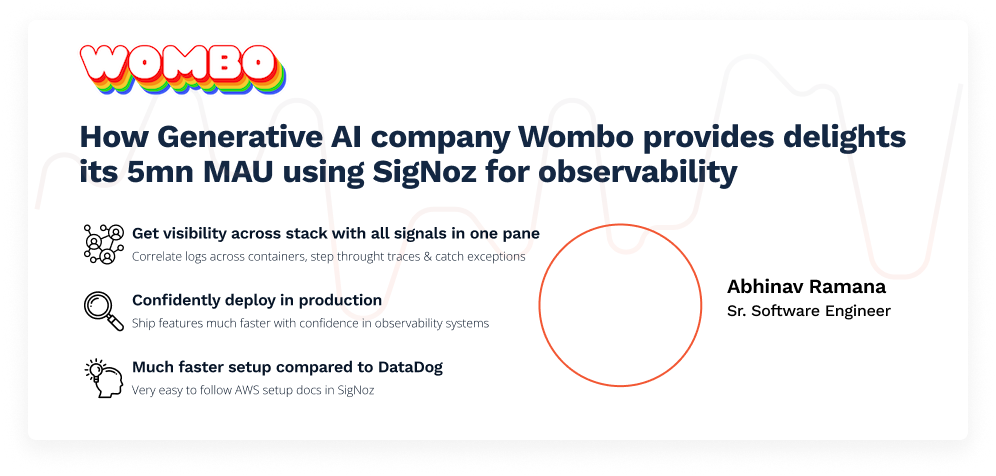 WOMBO
How Generative AI company Wombo provides delights
its 5mn MAU using SigNoz for observability
Get visibility across stack with all signals in one pane
Correlate logs across containers, step throught traces & catch exceptions
Confidently deploy in production
Ship features much faster with confidence in observability systems
Much faster setup compared to DataDog
Very easy to follow AWS setup docs in SigNoz
Abhinav Ramana
Sr. Software Engineer